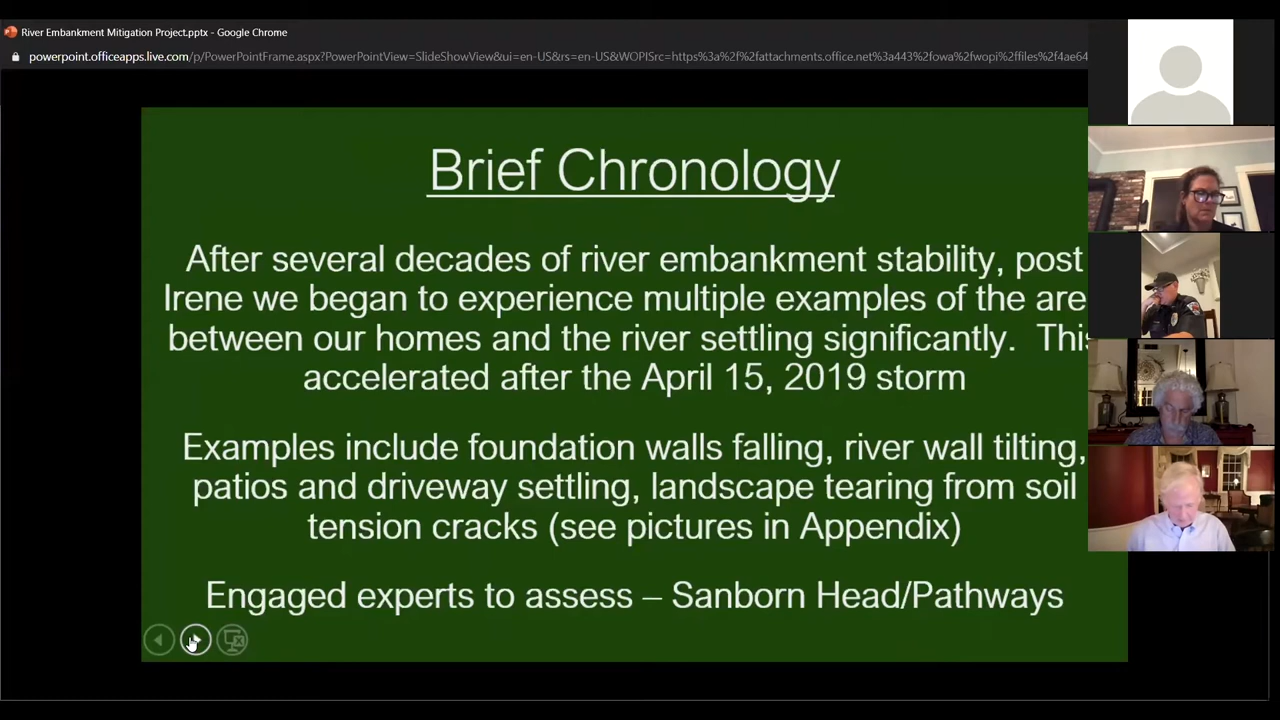 River Embankment Mitigation Project.pptx - Google Chrome
powerpoint.officeapps.live.com/p/PowerPointFrame.aspx?PowerPointView=SlideShowView&ui=en-US&rs=en-US&WOPISrc=https%3a%2f%2fattachments.office.net%3a443%2fowa%2fwopi%2ffiles%2f4ae64
Brief Chronology
After several decades of river embankment stability, post
Irene we began to experience multiple examples of the are
between our homes and the river settling significantly. This
accelerated after the April 15, 2019 storm
Examples include foundation walls falling, river wall tilting,
patios and driveway settling, landscape tearing from soil
tension cracks (see pictures in Appendix)
Engaged experts to assess – Sanborn Head/Pathways